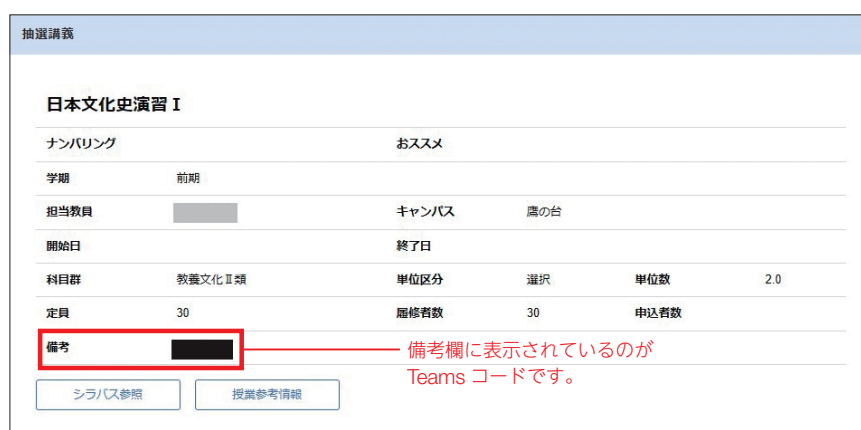 抽選講義
日本文化史演習Ⅰ
ナンバリング おススメ
学期 前期
担当教員 キャンパス 鷹の台
開始日 終了日
科目群 教養文化Ⅱ類 単位区分 選択 単位数 2.0
定員 30 履修者数 30 申込者数
備考
備考欄に表示されているのが
Teams コードです。
シラバス参照 授業参考情報